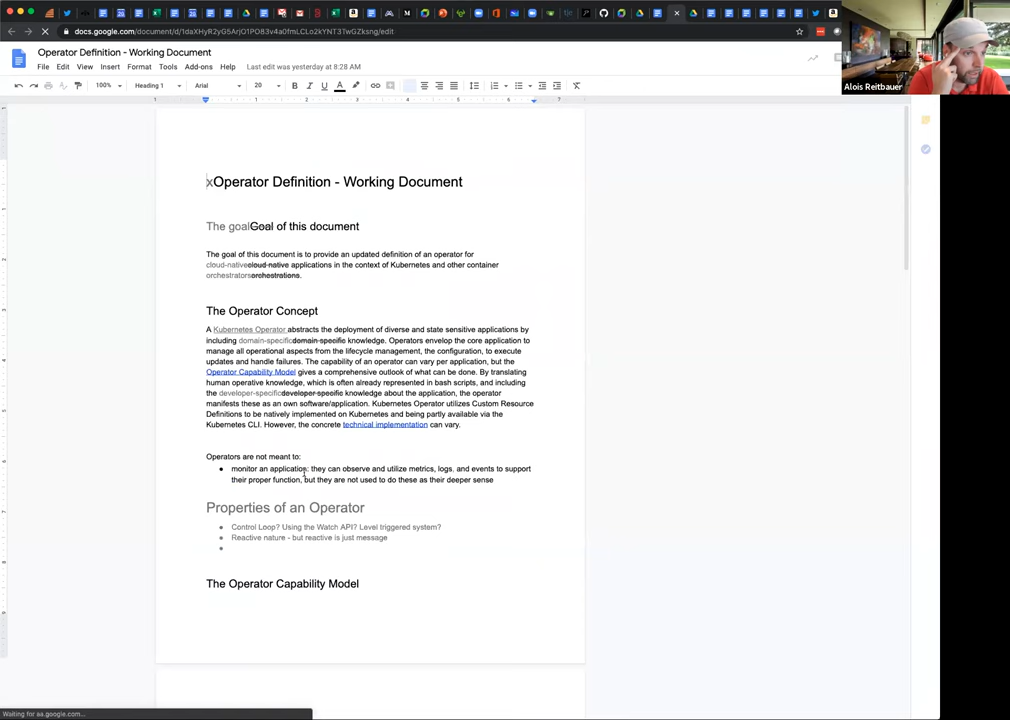 docs.google.com/document/d/1daXHyR2yG5ArjO1PO83v4a0fmLCLo2kYNT3TwGZksng/edit
Operator Definition - Working Document
File Edit View Insert Format Tools Add-ons Help Last edit was yesterday at 8:28 AM
100% Heading 1 Arial 20 B I U A
Alois Reitbauer
xOperator Definition - Working Document
The goalGoal of this document
The goal of this document is to provide an updated definition of an operator for
cloud-nativecloud native applications in the context of Kubernetes and other container
orchestratorsorchestrations.
The Operator Concept
A Kubernetes Operator abstracts the deployment of diverse and state sensitive applications by
including domain-specificdomain specific knowledge. Operators envelop the core application to
manage all operational aspects from the lifecycle management, the configuration, to execute
updates and handle failures. The capability of an operator can vary per application, but the
Operator Capability Model gives a comprehensive outlook of what can be done. By translating
human operative knowledge, which is often already represented in bash scripts, and including
the developer-specificdeveloper specific knowledge about the application, the operator
manifests these as an own software/application. Kubernetes Operator utilizes Custom Resource
Definitions to be natively implemented on Kubernetes and being partly available via the
Kubernetes CLI. However, the concrete technical implementation can vary.
Operators are not meant to:
● monitor an application: they can observe and utilize metrics, logs, and events to support
their proper function, but they are not used to do these as their deeper sense
Properties of an Operator
● Control Loop? Using the Watch API? Level triggered system?
● Reactive nature - but reactive is just message
●
The Operator Capability Model
Waiting for aa.google.com...